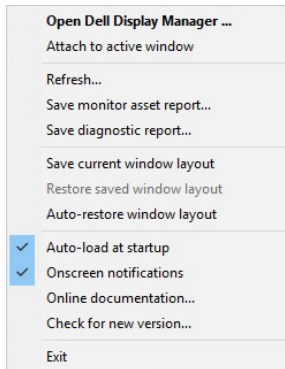 Open Dell Display Manager ...
Attach to active window
Refresh...
Save monitor asset report...
Save diagnostic report...
Save current window layout
Restore saved window layout
Auto-restore window layout
Auto-load at startup
Onscreen notifications
Online documentation...
Check for new version...
Exit